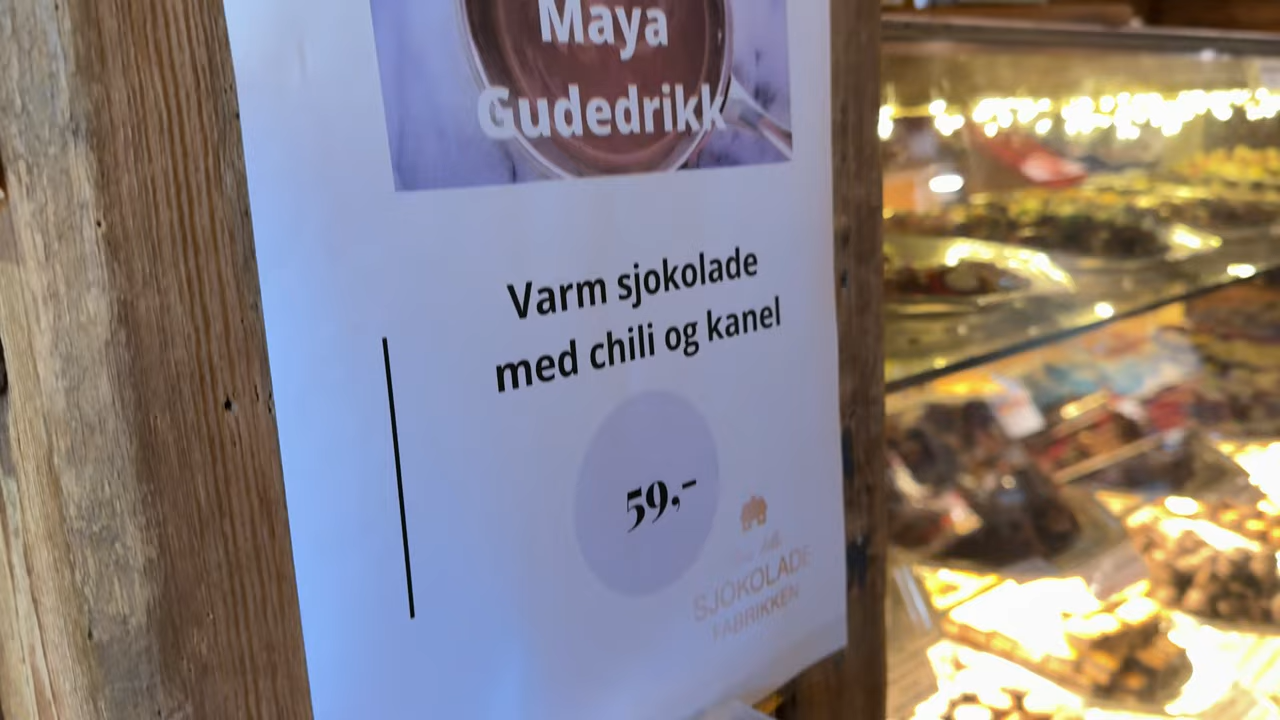 Maya
Gudedrikk
Varm sjokolade
med chili og kanel
59,-
SJOKOLADE
FABRIKKEN